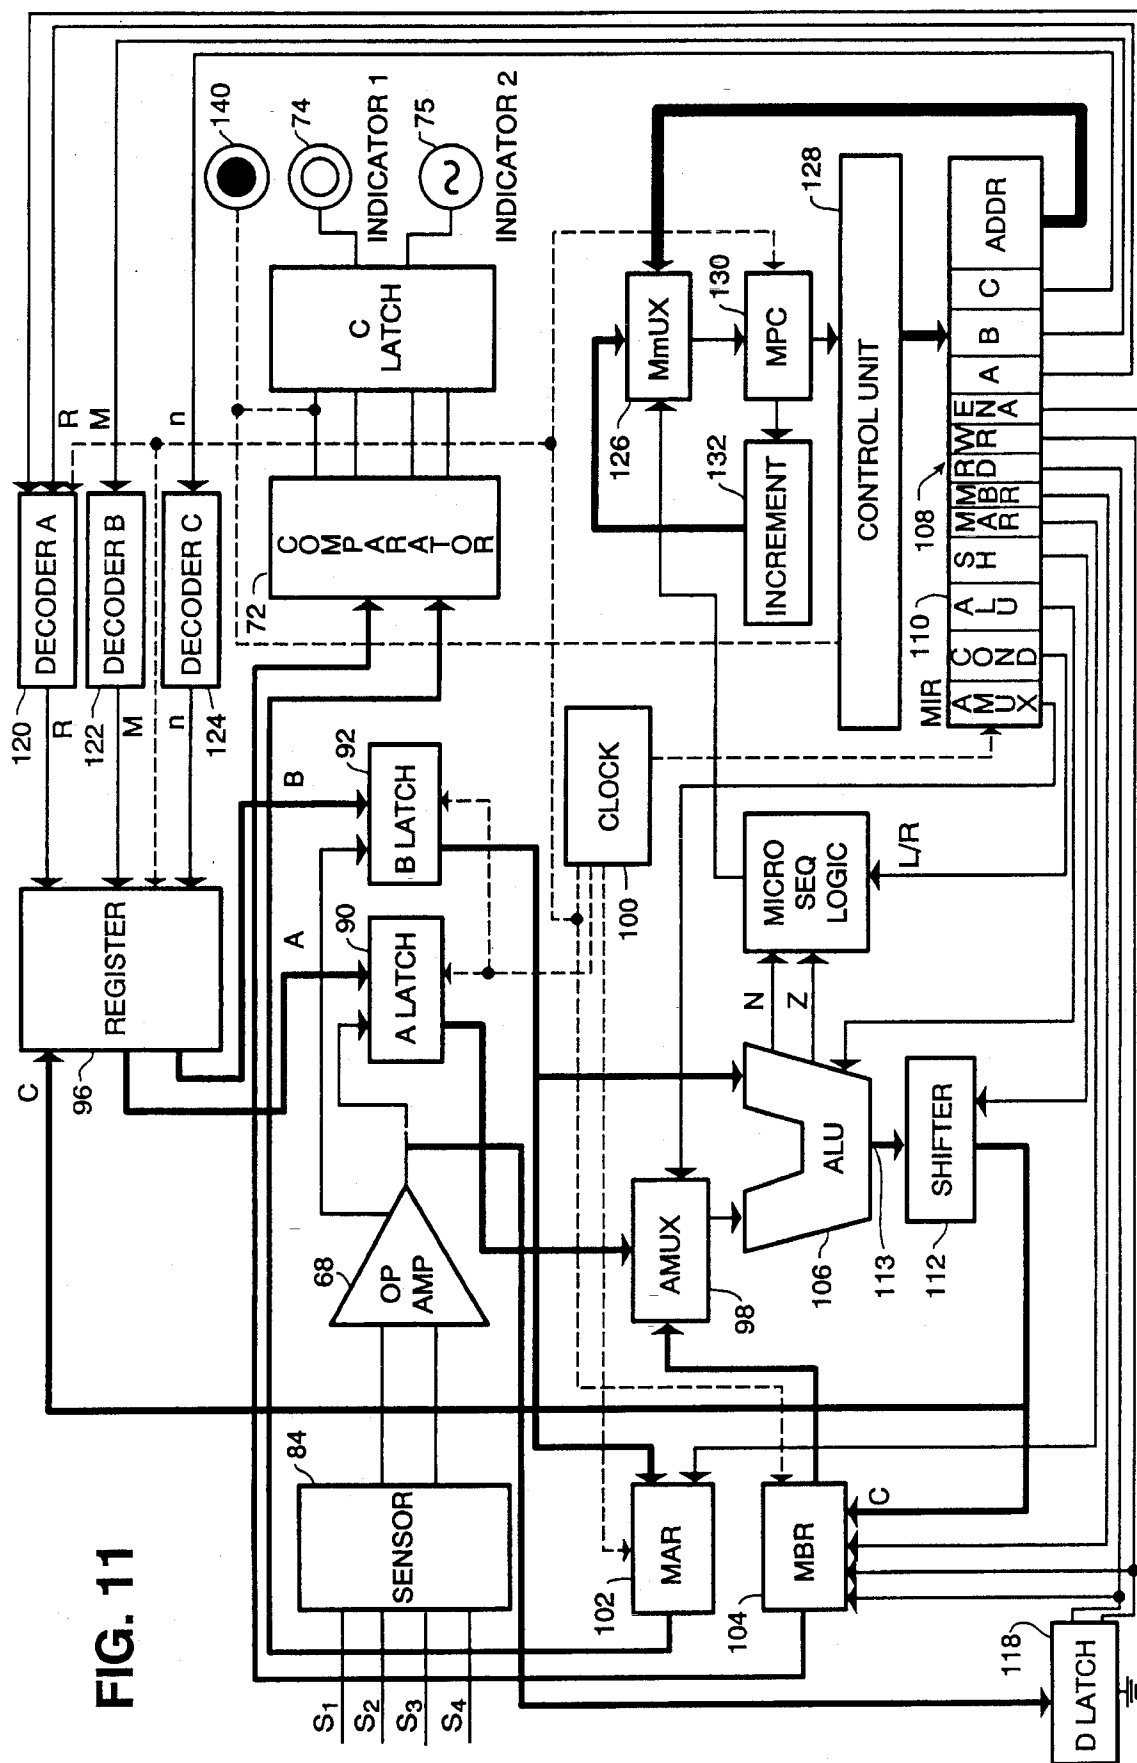 FIG. 11
S1
S2
S3
S4
SENSOR
84
OP
AMP
68
C
REGISTER
96
R
M
n
120
122
124
DECODER A
DECODER B
DECODER C
R
M
n
A
B
A LATCH
90
B LATCH
92
COMPARATOR
72
C
LATCH
140
74
INDICATOR 1
75
INDICATOR 2
MAR
102
MBR
104
C
D LATCH
118
AMUX
98
ALU
106
113
SHIFTER
112
N
Z
MICRO
SEQ
LOGIC
L/R
CLOCK
100
MmUX
126
MPC
130
INCREMENT
132
CONTROL UNIT
128
MIR
110
108
AMUX
COND
ALU
SH
MAR
MBR
RD
WR
ENA
A
B
C
ADDR